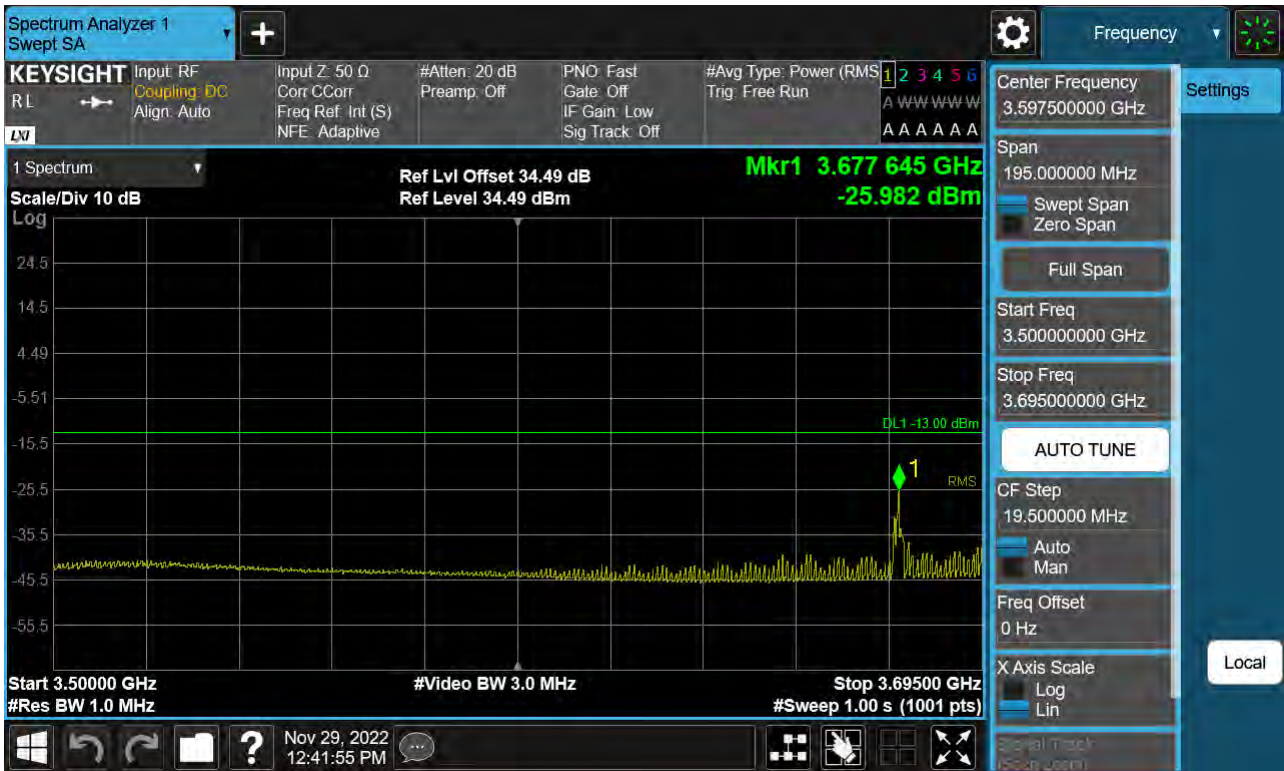 Spectrum Analyzer 1
Swept SA
Frequency
KEYSIGHT
R L
LXI
Input: RF
Coupling: DC
Align: Auto
Input Z: 50 Ω
Corr CCorr
Freq Ref: Int (S)
NFE: Adaptive
#Atten: 20 dB
Preamp: Off
PNO: Fast
Gate: Off
IF Gain: Low
Sig Track: Off
#Avg Type: Power (RMS
Trig: Free Run
1 2 3 4 5 6
A W W W W W
A A A A A A
1 Spectrum
Scale/Div 10 dB
Log
Ref Lvl Offset 34.49 dB
Ref Level 34.49 dBm
Mkr1 3.677 645 GHz
-25.982 dBm
24.5
14.5
4.49
-5.51
-15.5
-25.5
-35.5
-45.5
-55.5
DL1 -13.00 dBm
1
RMS
Start 3.50000 GHz
#Res BW 1.0 MHz
#Video BW 3.0 MHz
Stop 3.69500 GHz
#Sweep 1.00 s (1001 pts)
Center Frequency
3.597500000 GHz
Span
195.000000 MHz
Swept Span
Zero Span
Full Span
Start Freq
3.500000000 GHz
Stop Freq
3.695000000 GHz
AUTO TUNE
CF Step
19.500000 MHz
Auto
Man
Freq Offset
0 Hz
X Axis Scale
Log
Lin
Signal Track
(Span Zoom)
Settings
Local
?
Nov 29, 2022
12:41:55 PM